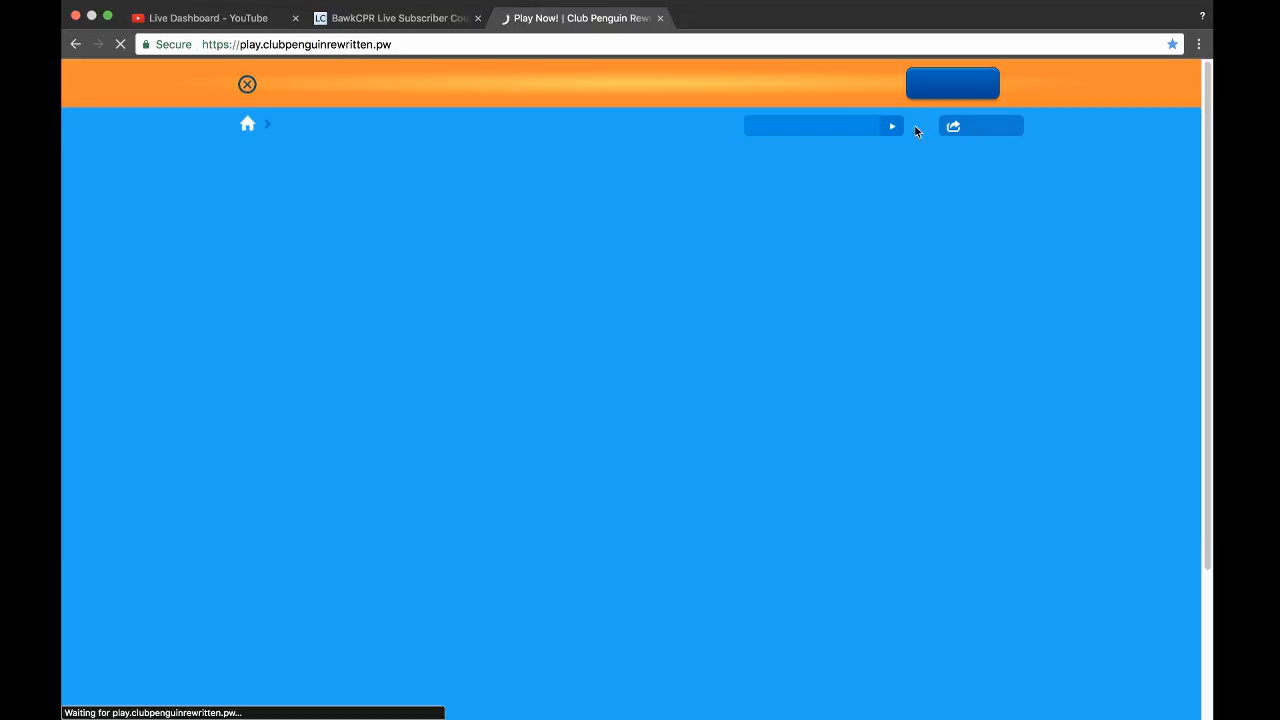 Live Dashboard - YouTube
LC BawkCPR Live Subscriber Cou
Play Now! | Club Penguin Rew
?
Secure https://play.clubpenguinrewritten.pw
Waiting for play.clubpenguinrewritten.pw...